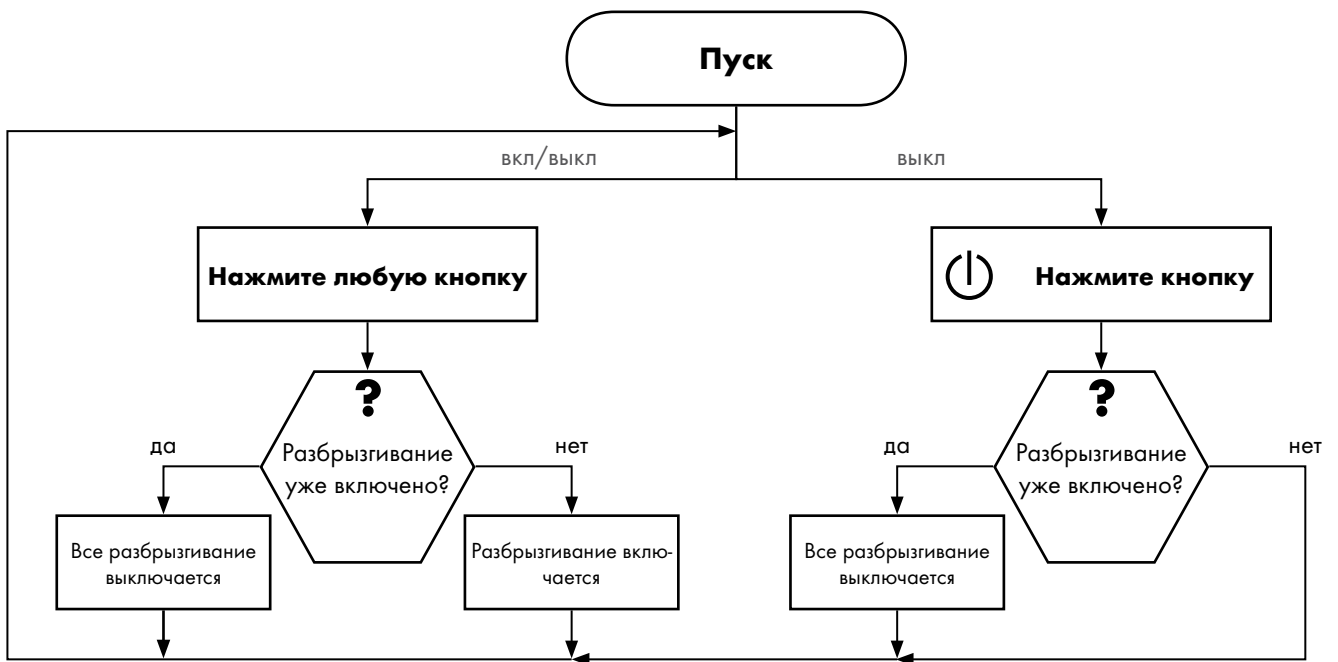 Пуск
вкл/выкл
выкл
Нажмите любую кнопку
Нажмите кнопку
?
?
да
Разбрызгивание
уже включено?
нет
да
Разбрызгивание
уже включено?
нет
Все разбрызгивание
выключается
Разбрызгивание вклю-
чается
Все разбрызгивание
выключается